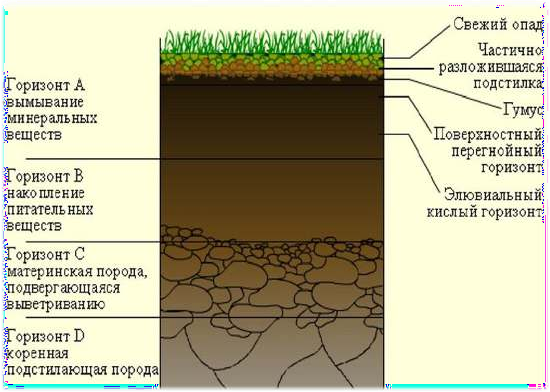 Горизонт A
вымывание
минеральных
веществ
Горизонт B
накопление
питательных
веществ
Горизонт C
материнская порода,
подвергающаяся
выветриванию
Горизонт D
коренная
подстилающая порода
Свежий опад
Частично
разложившаяся
подстилка
Гумус
Поверхностный
перегнойный
горизонт
Элювиальный
кислый горизонт